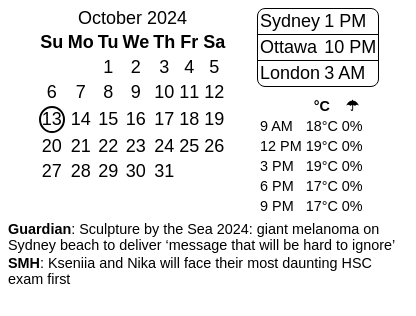 October 2024
Su Mo Tu We Th Fr Sa
1 2 3 4 5
6 7 8 9 10 11 12
13 14 15 16 17 18 19
20 21 22 23 24 25 26
27 28 29 30 31
Sydney 1 PM
Ottawa 10 PM
London 3 AM
°C ☂
9 AM 18°C 0%
12 PM 19°C 0%
3 PM 19°C 0%
6 PM 17°C 0%
9 PM 17°C 0%
Guardian: Sculpture by the Sea 2024: giant melanoma on
Sydney beach to deliver ‘message that will be hard to ignore’
SMH: Kseniia and Nika will face their most daunting HSC
exam first